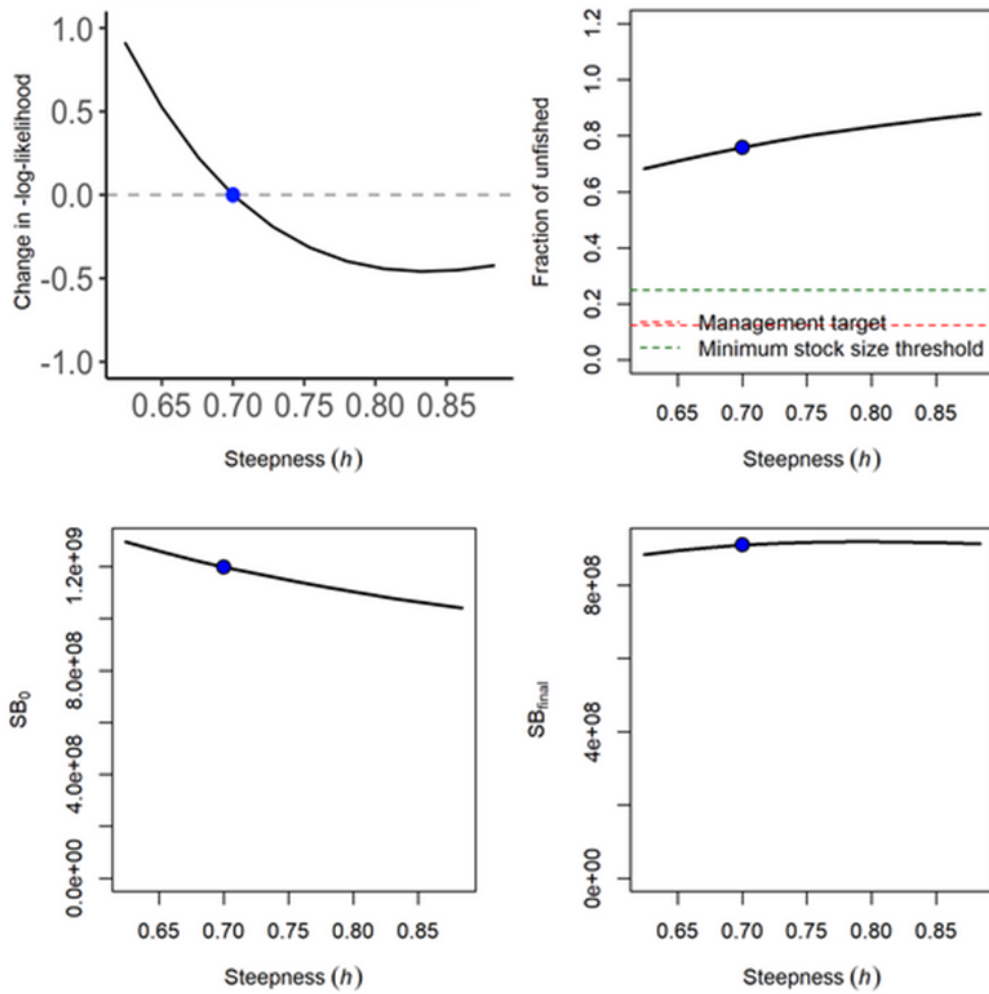 Change in -log-likelihood
1.0
0.5
0.0
-0.5
-1.0
0.65 0.70 0.75 0.80 0.85
Steepness (h)
Fraction of unfished
1.2
1.0
0.8
0.6
0.4
0.2
0.0
Management target
Minimum stock size threshold
0.65 0.70 0.75 0.80 0.85
Steepness (h)
SB0
1.2e+09
8.0e+08
4.0e+08
0.0e+00
0.65 0.70 0.75 0.80 0.85
Steepness (h)
SBfinal
8e+08
4e+08
0e+00
0.65 0.70 0.75 0.80 0.85
Steepness (h)